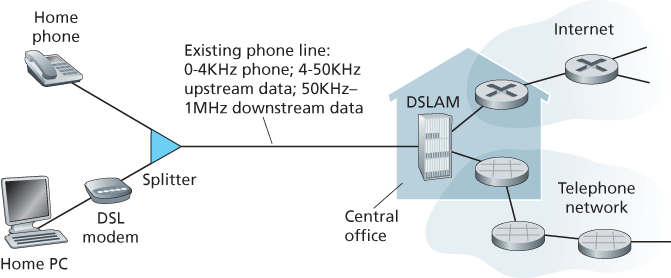 Home
phone
Existing phone line:
0-4KHz phone; 4-50KHz
upstream data; 50KHz–
1MHz downstream data
Internet
DSLAM
Splitter
DSL
modem
Home PC
Central
office
Telephone
network